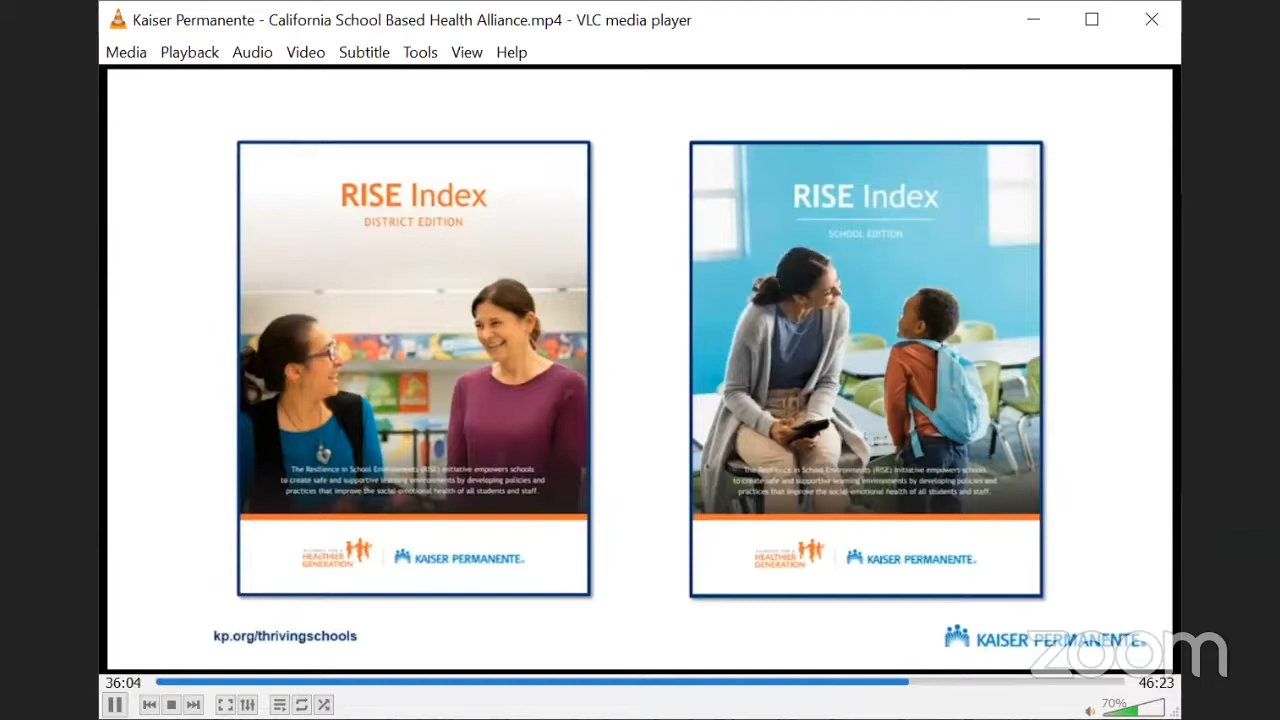 Kaiser Permanente - California School Based Health Alliance.mp4 - VLC media player
Media Playback Audio Video Subtitle Tools View Help
RISE Index
DISTRICT EDITION
The Resilience in School Environments (RISE) Initiative empowers schools
to create safe and supportive learning environments by developing policies and
practices that improve the social-emotional health of all students and staff.
ALLIANCE FOR A
HEALTHIER
GENERATION
KAISER PERMANENTE®
RISE Index
SCHOOL EDITION
The Resilience in School Environments (RISE) Initiative empowers schools
to create safe and supportive learning environments by developing policies and
practices that improve the social-emotional health of all students and staff.
ALLIANCE FOR A
HEALTHIER
GENERATION
KAISER PERMANENTE®
kp.org/thrivingschools
KAISER PERMANENTE®
zoom
36:04
46:23
70%